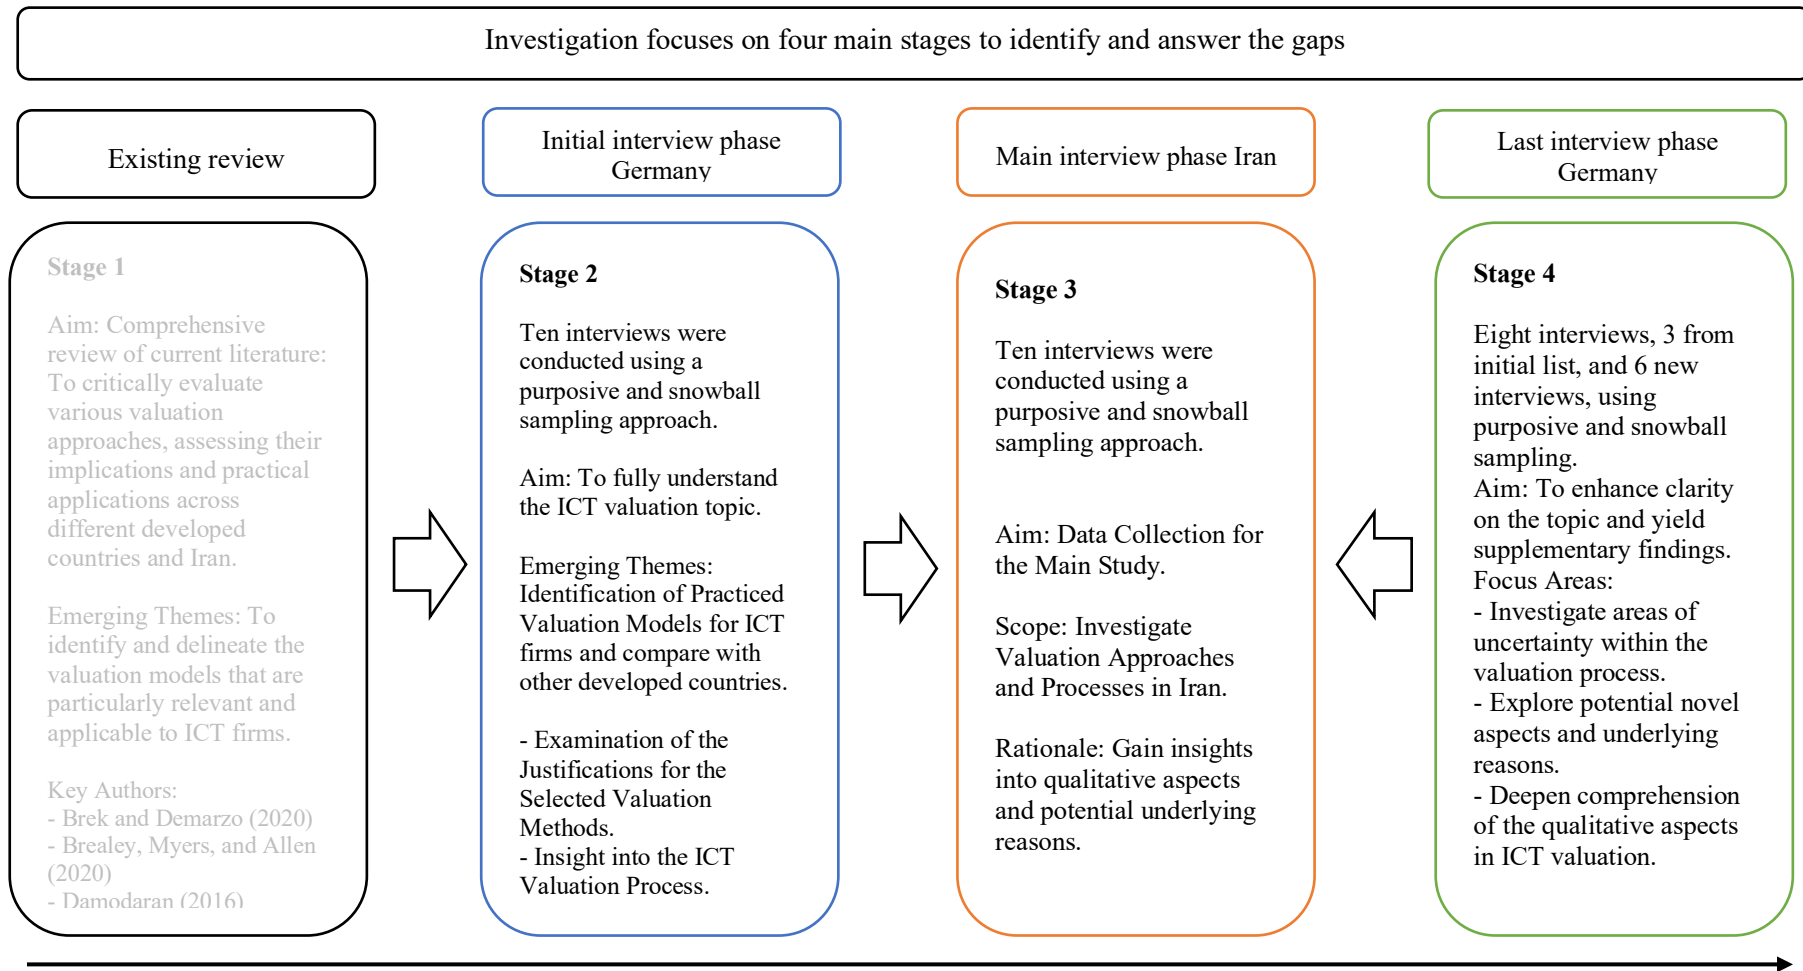 Investigation focuses on four main stages to identify and answer the gaps
Existing review
Stage 1
Aim: Comprehensive
review of current literature:
To critically evaluate
various valuation
approaches, assessing their
implications and practical
applications across
different developed
countries and Iran.
Emerging Themes: To
identify and delineate the
valuation models that are
particularly relevant and
applicable to ICT firms.
Key Authors:
- Brek and Demarzo (2020)
- Brealey, Myers, and Allen
(2020)
- Damodaran (2016)
Initial interview phase
Germany
Stage 2
Ten interviews were
conducted using a
purposive and snowball
sampling approach.
Aim: To fully understand
the ICT valuation topic.
Emerging Themes:
Identification of Practiced
Valuation Models for ICT
firms and compare with
other developed countries.
- Examination of the
Justifications for the
Selected Valuation
Methods.
- Insight into the ICT
Valuation Process.
Main interview phase Iran
Stage 3
Ten interviews were
conducted using a
purposive and snowball
sampling approach.
Aim: Data Collection for
the Main Study.
Scope: Investigate
Valuation Approaches
and Processes in Iran.
Rationale: Gain insights
into qualitative aspects
and potential underlying
reasons.
Last interview phase
Germany
Stage 4
Eight interviews, 3 from
initial list, and 6 new
interviews, using
purposive and snowball
sampling.
Aim: To enhance clarity
on the topic and yield
supplementary findings.
Focus Areas:
- Investigate areas of
uncertainty within the
valuation process.
- Explore potential novel
aspects and underlying
reasons.
- Deepen comprehension
of the qualitative aspects
in ICT valuation.